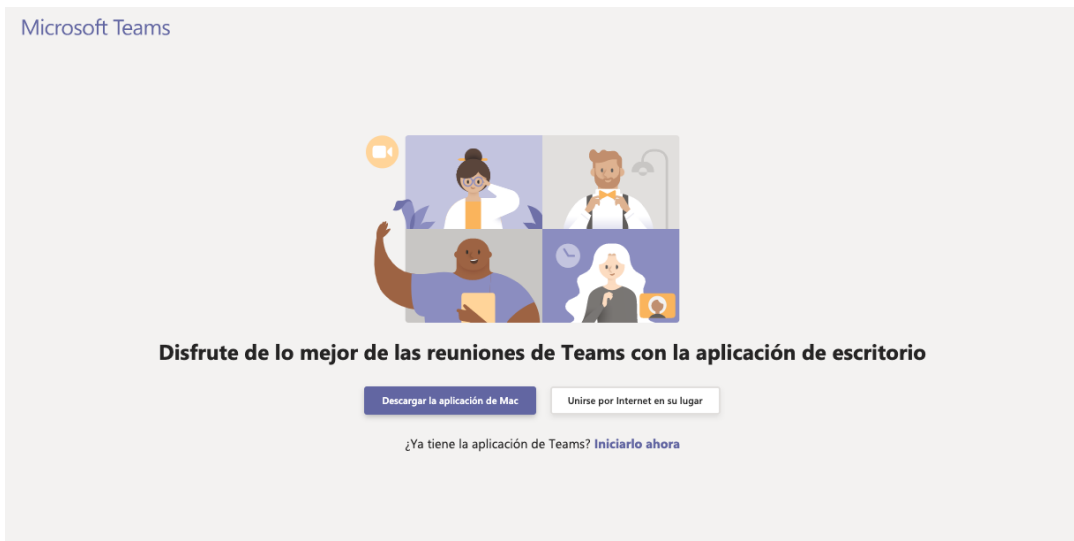 Microsoft Teams
Disfrute de lo mejor de las reuniones de Teams con la aplicación de escritorio
Descargar la aplicación de Mac
Unirse por Internet en su lugar
¿Ya tiene la aplicación de Teams? Iniciarlo ahora